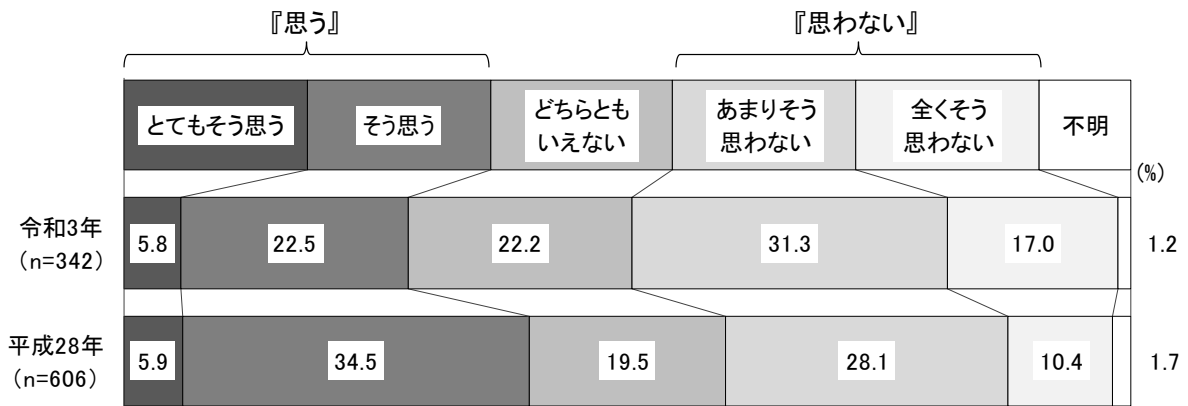 『思う』 『思わない』
とてもそう思う そう思う どちらとも あまりそう 全くそう 不明
いえない 思わない 思わない
(%)
令和3年
(n=342)
5.8 22.5 22.2 31.3 17.0 1.2
平成28年
(n=606)
5.9 34.5 19.5 28.1 10.4 1.7